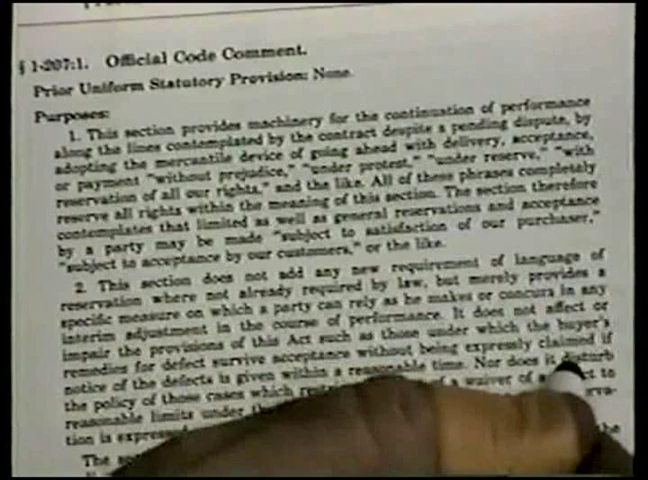 § 1-207:1. Official Code Comment.
Prior Uniform Statutory Provision: None.
Purposes:
1. This section provides machinery for the continuation of performance
along the lines contemplated by the contract despite a pending dispute, by
adopting the mercantile device of going ahead with delivery, acceptance,
or payment "without prejudice," "under protest," "under reserve," "with
reservation of all our rights," and the like. All of these phrases completely
reserve all rights within the meaning of this section. The section therefore
contemplates that limited as well as general reservations and acceptance
by a party may be made "subject to satisfaction of our purchaser,"
"subject to acceptance by our customers," or the like.
2. This section does not add any new requirement of language of
reservation where not already required by law, but merely provides a
specific measure on which a party can rely as he makes or concurs in any
interim adjustment in the course of performance. It does not affect or
impair the provisions of this Act such as those under which the buyer's
remedies for defect survive acceptance without being expressly claimed if
notice of the defects is given within a reasonable time. Nor does it disturb
the policy of those cases which of a waiver of a
reasonable limits under
tion is
The